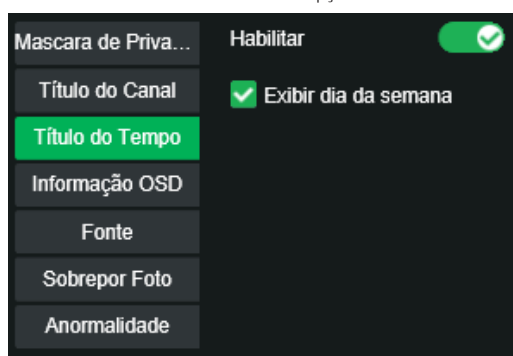 Mascara de Priva...
Habilitar
Título do Canal
Exibir dia da semana
Título do Tempo
Informação OSD
Fonte
Sobrepor Foto
Anormalidade